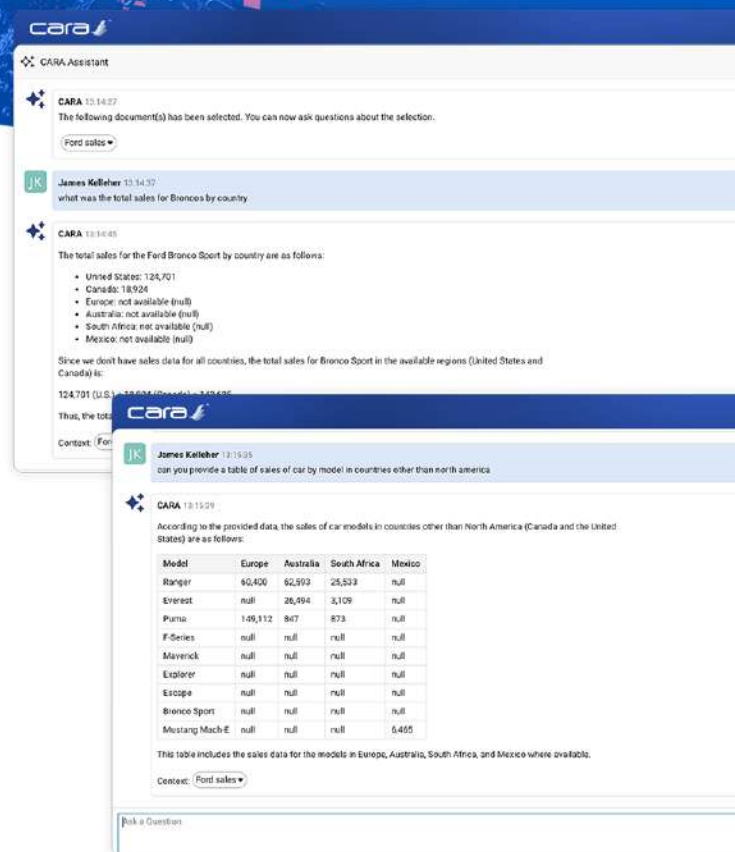 cara
CARA Assistant
CARA 13:14:27
The following document(s) has been selected. You can now ask questions about the selection.
Ford sales
JK
James Kelleher 13:14:37
what was the total sales for Broncos by country
CARA 13:14:45
The total sales for the Ford Bronco Sport by country are as follows:
• United States: 124,701
• Canada: 18,924
• Europe: not available (null)
• Australia: not available (null)
• South Africa: not available (null)
• Mexico: not available (null)
Since we don't have sales data for all countries, the total sales for Bronco Sport in the available regions (United States and
Canada) is:
124,701 (U.S.)
Thus, the
Context:
cara
JK
James Kelleher 13:15:35
can you provide a table of sales of car by model in countries other than north america
CARA 13:15:39
According to the provided data, the sales of car models in countries other than North America (Canada and the United
States) are as follows:
Model Europe Australia South Africa Mexico
Ranger 60,400 62,593 25,533 null
Everest null 26,494 3,109 null
Puma 149,112 847 873 null
F-Series null null null null
Maverick null null null null
Explorer null null null null
Escape null null null null
Bronco Sport null null null null
Mustang Mach-E null null null 6,465
This table includes the sales data for the models in Europe, Australia, South Africa, and Mexico where available.
Context: Ford sales
Ask a Question